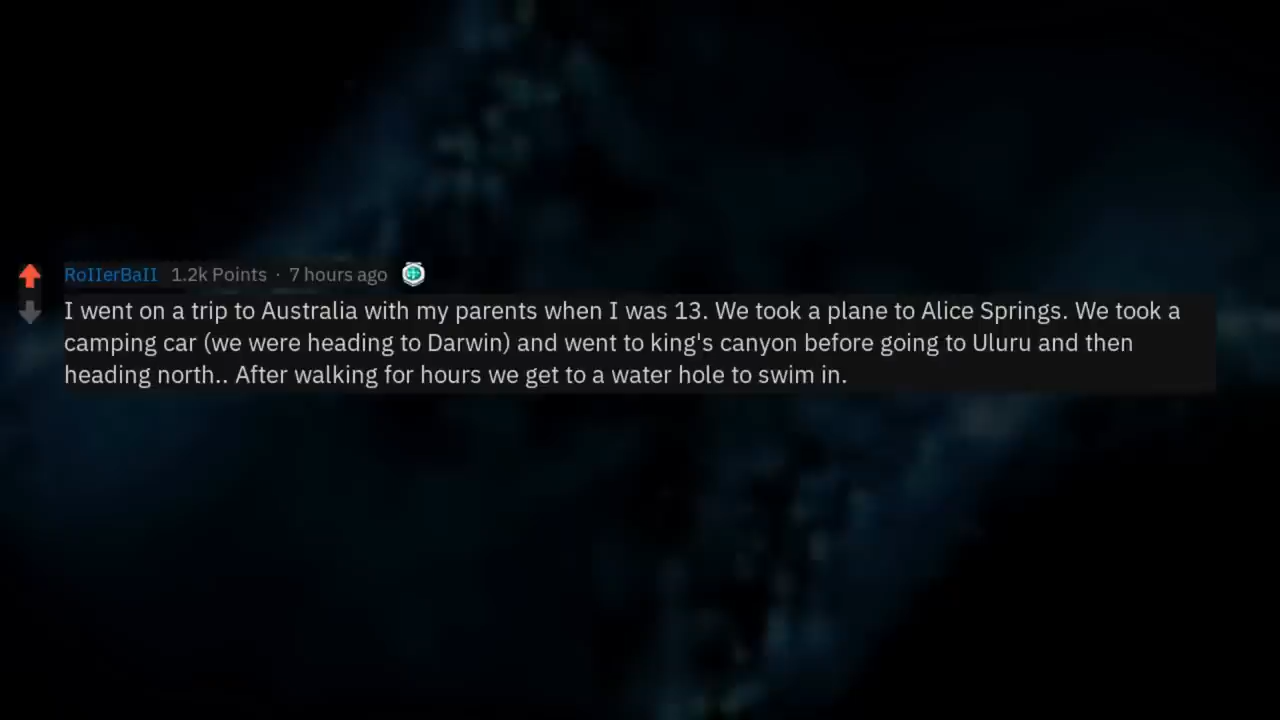 RoIIerBaII 1.2k Points · 7 hours ago
I went on a trip to Australia with my parents when I was 13. We took a plane to Alice Springs. We took a
camping car (we were heading to Darwin) and went to king's canyon before going to Uluru and then
heading north.. After walking for hours we get to a water hole to swim in.